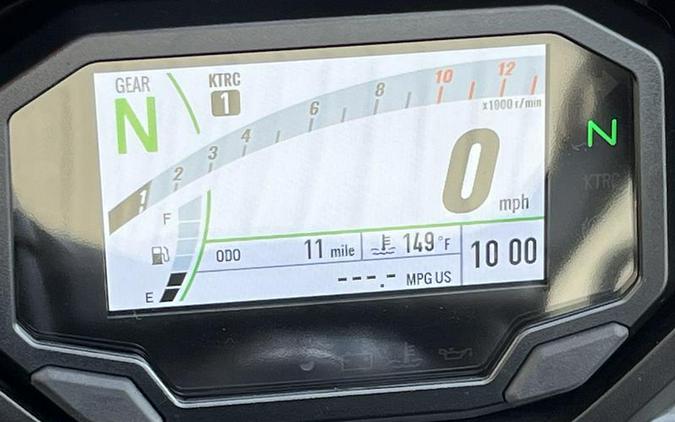 GEAR
N
KTRC
1
1 2 3 4 6 8 10 12
x1000 r/min
0 mph
N
KTRC
F
E
ODO 11 mile
149°F
10 00
---.- MPG US